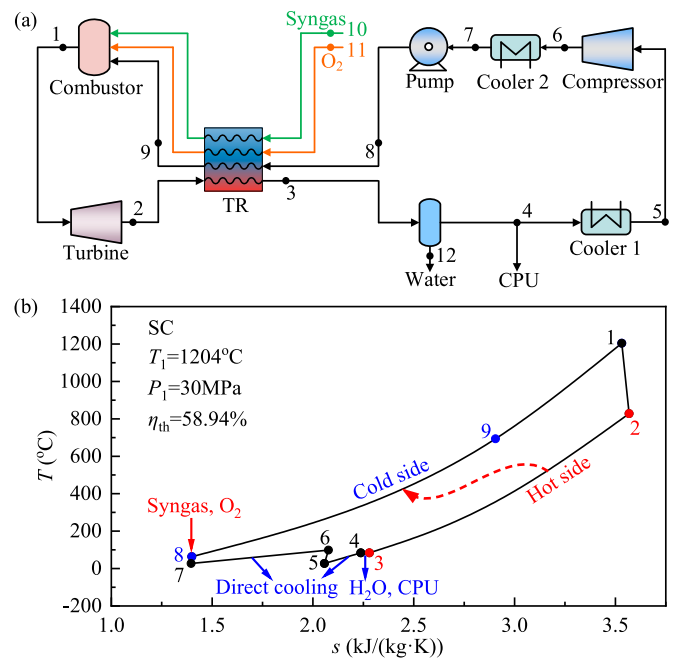 (a)
Syngas 10
O₂ 11
1
Combustor
9
TR
3
2
Turbine
8
Pump
7
Cooler 2
6
Compressor
12
Water
4
CPU
Cooler 1
5
(b)
SC
T₁=1204°C
P₁=30MPa
ηth=58.94%
1400
1200
1000
800
600
400
200
0
-200
T (°C)
1
2
9
Cold side
Hot side
Syngas, O₂
8
7
6
5
4
3
Direct cooling
H₂O, CPU
1.0
1.5
2.0
2.5
3.0
3.5
s (kJ/(kg·K))